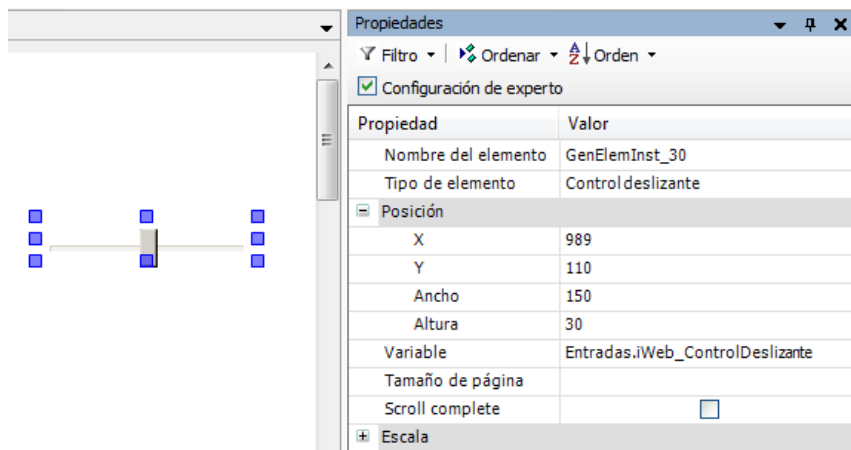 Propiedades
Filtro Ordenar Orden
Configuración de experto
Propiedad Valor
Nombre del elemento GenElemInst_30
Tipo de elemento Control deslizante
Posición
X 989
Y 110
Ancho 150
Altura 30
Variable Entradas.iWeb_ControlDeslizante
Tamaño de página
Scroll complete
Escala